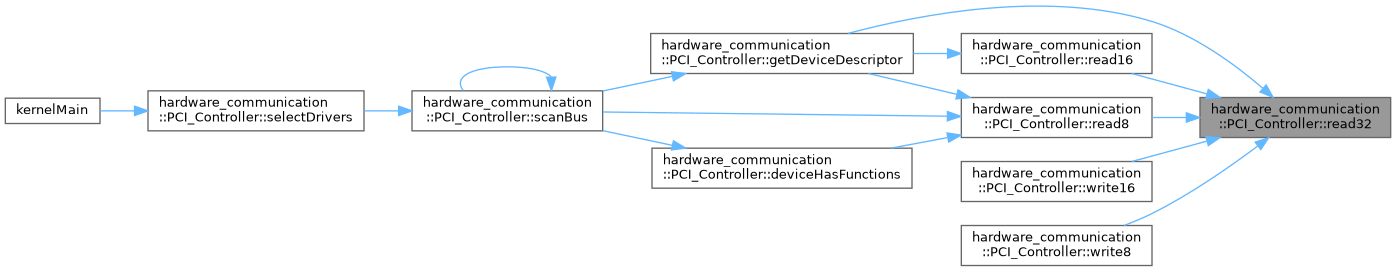 kernelMain
hardware_communication
::PCI_Controller::selectDrivers
hardware_communication
::PCI_Controller::scanBus
hardware_communication
::PCI_Controller::getDeviceDescriptor
hardware_communication
::PCI_Controller::deviceHasFunctions
hardware_communication
::PCI_Controller::read16
hardware_communication
::PCI_Controller::read8
hardware_communication
::PCI_Controller::write16
hardware_communication
::PCI_Controller::write8
hardware_communication
::PCI_Controller::read32